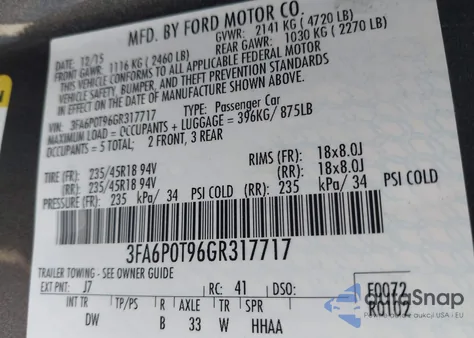 MFD. BY FORD MOTOR CO.
DATE: 12/15 GVWR: 2141 KG ( 4720 LB)
FRONT GAWR: 1116 KG ( 2460 LB) REAR GAWR: 1030 KG ( 2270 LB)
THIS VEHICLE CONFORMS TO ALL APPLICABLE FEDERAL MOTOR
VEHICLE SAFETY, BUMPER, AND THEFT PREVENTION STANDARDS
IN EFFECT ON THE DATE OF MANUFACTURE SHOWN ABOVE.
VIN: 3FA6P0T96GR317717 TYPE: Passenger Car
MAXIMUM LOAD = OCCUPANTS + LUGGAGE = 396KG/ 875LB
OCCUPANTS = 5 TOTAL; 2 FRONT, 3 REAR
TIRE (FR): 235/45R18 94V RIMS (FR): 18x8.0J
(RR): 235/45R18 94V (RR): 18x8.0J
PRESSURE (FR): 235 kPa/ 34 PSI COLD (RR): 235 kPa/ 34 PSI COLD
3FA6P0T96GR317717
TRAILER TOWING - SEE OWNER GUIDE
EXT PNT: J7 RC: 41 DSO: F0072
INT TR TP/PS R AXLE TR SPR R0107
DW B 33 W HHAA
dataSnap